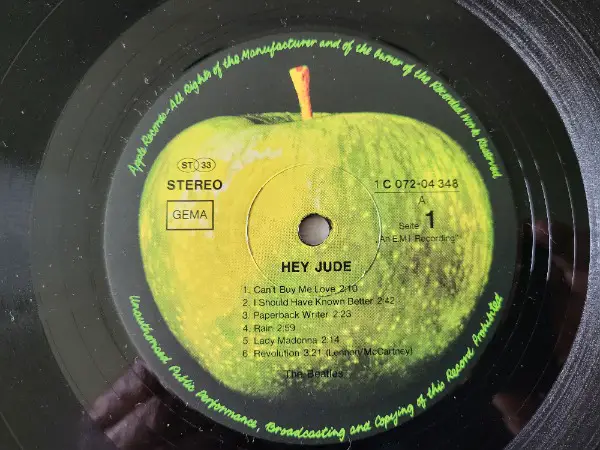 Apple Records-All Rights of the Manufacturer and of the Owner of the Recorded Work Reserved
ST 33
STEREO
GEMA
1 C 072-04 348
A
Seite 1
„An E.M.I. Recording"
HEY JUDE
1. Can't Buy Me Love 2:10
2. I Should Have Known Better 2:42
3. Paperback Writer 2:23
4. Rain 2:59
5. Lady Madonna 2:14
6. Revolution 3:21 (Lennon/McCartney)
The Beatles
Unauthorised Public Performance, Broadcasting and Copying of this Record Prohibited